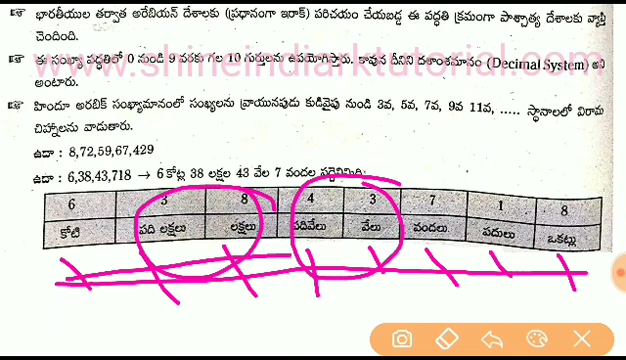 భారతీయుల తర్వాత అరేబియన్ దేశాలకు (ప్రధానంగా ఇరాక్) పరిచయం చేయబడ్డ ఈ పద్ధతి క్రమంగా పాశ్చాత్య దేశాలకు వ్యాప్తి
చెందింది.
ఈ సంఖ్యా పద్ధతిలో 0 నుండి 9 వరకు గల 10 గుర్తులను ఉపయోగిస్తారు. కావున దీనిని దశాంశమానం (Decimal System) అని
www.shineindiarktutorial.com
అంటారు.
హిందూ అరబిక్ సంఖ్యామానంలో సంఖ్యలను వ్రాయునపుడు కుడివైపు నుండి 3వ, 5వ, 7వ, 9వ 11వ, ..... స్థానాలలో విరామ
చిహ్నాలను వాడుతారు.
ఉదా : 8,72,59,67,429
ఉదా : 6,38,43,718 → 6 కోట్ల 38 లక్షల 43 వేల 7 వందల పద్దెనిమిది.
6 3 8 4 3 7 1 8
కోటి పది లక్షలు లక్షలు పదివేలు వేలు వందలు పదులు ఒకట్లు